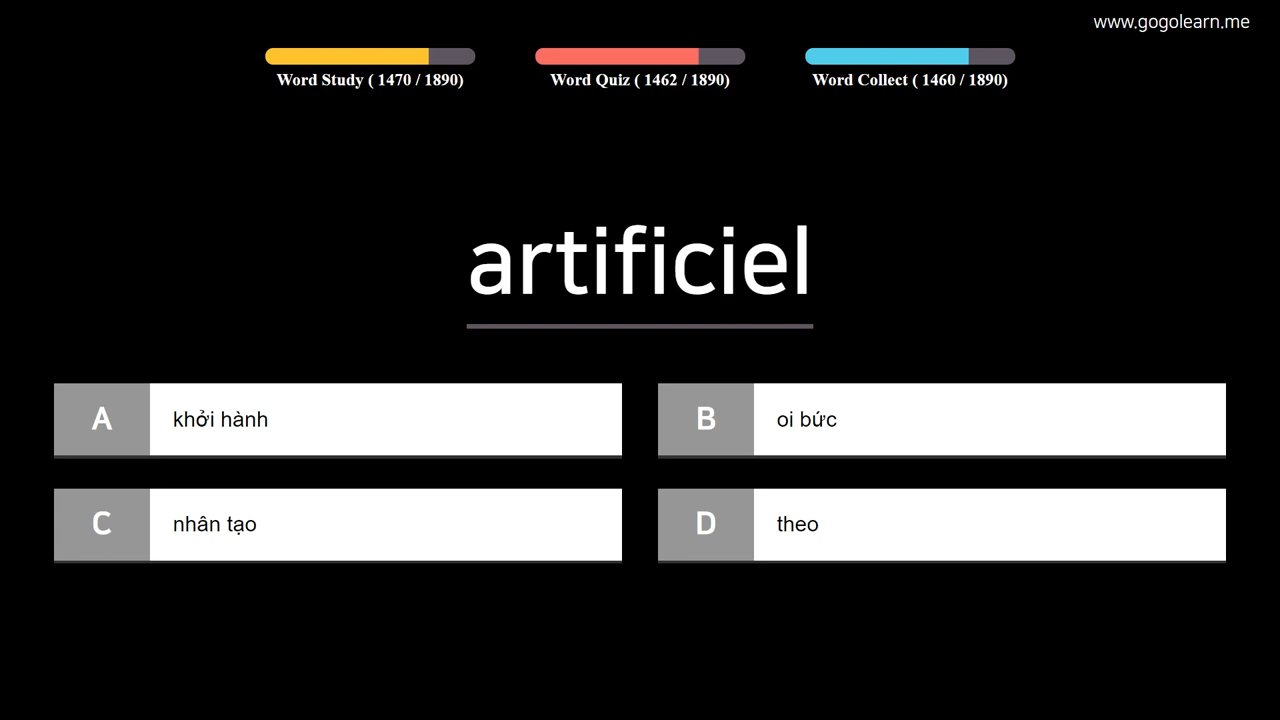 www.gogolearn.me
Word Study ( 1470 / 1890)
Word Quiz ( 1462 / 1890)
Word Collect ( 1460 / 1890)
artificiel
A khởi hành
B oi bức
C nhân tạo
D theo